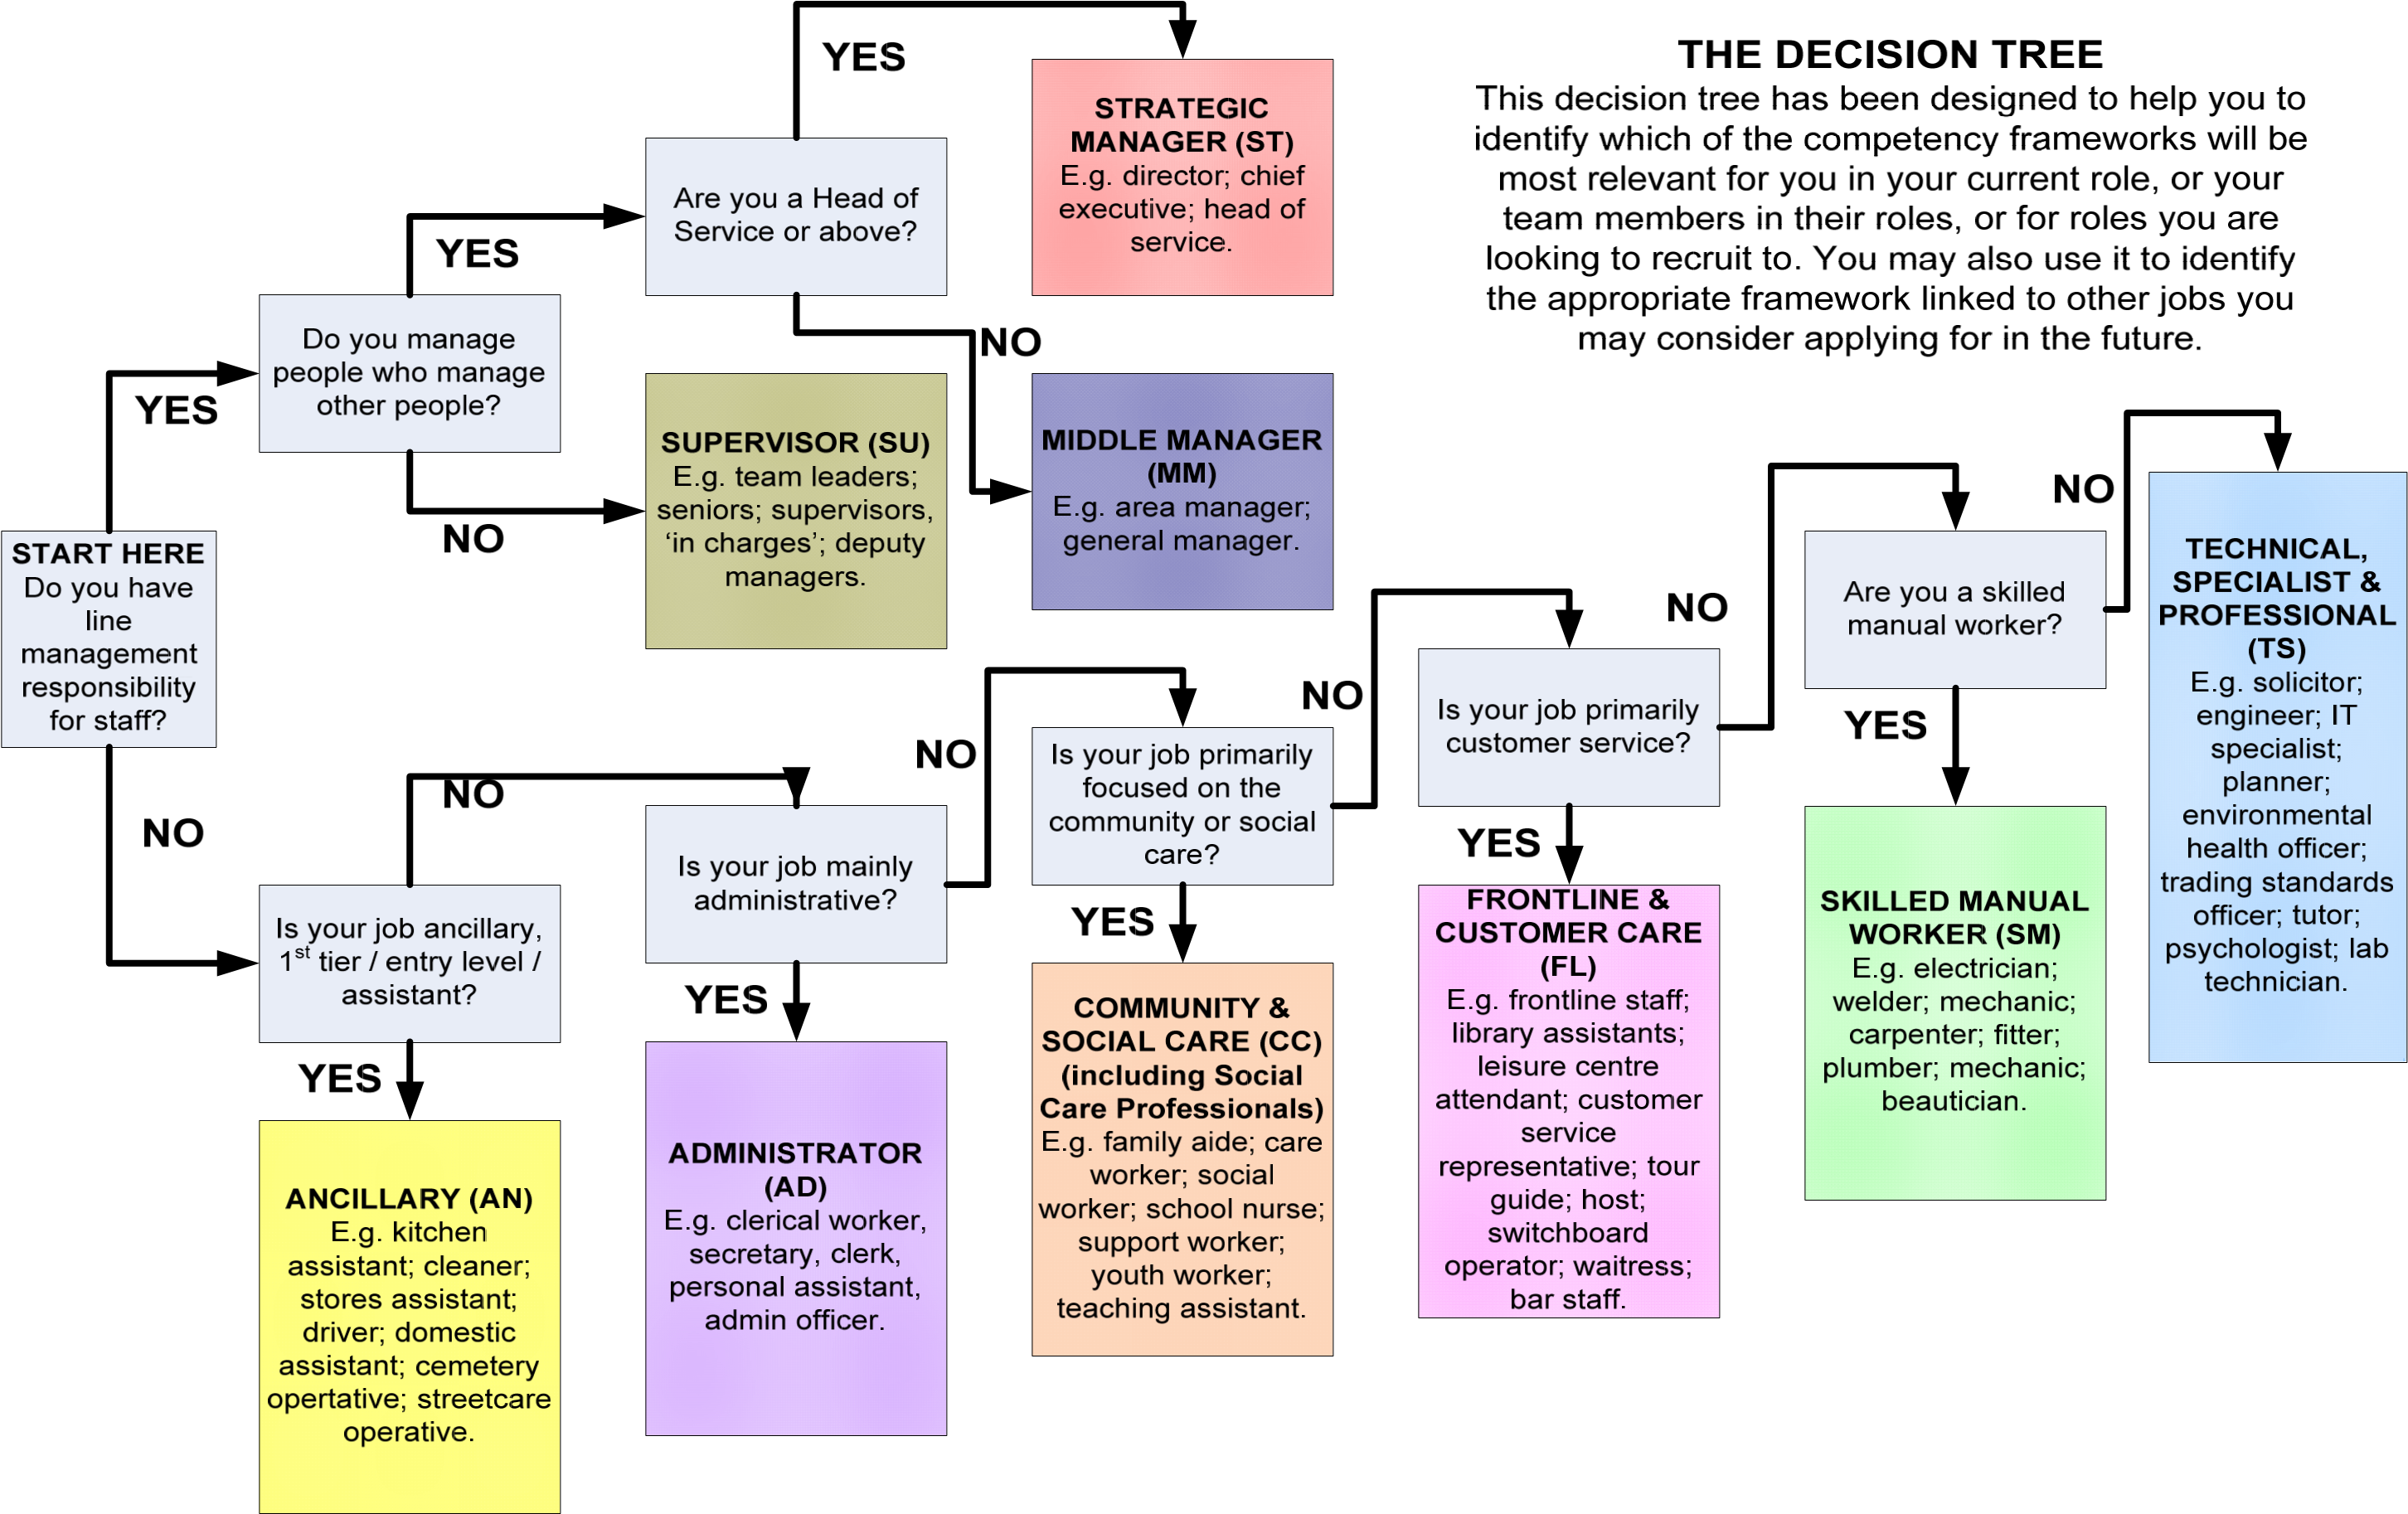 THE DECISION TREE
This decision tree has been designed to help you to
identify which of the competency frameworks will be
most relevant for you in your current role, or your
team members in their roles, or for roles you are
looking to recruit to. You may also use it to identify
the appropriate framework linked to other jobs you
may consider applying for in the future.
START HERE
Do you have
line
management
responsibility
for staff?
YES
Do you manage
people who manage
other people?
YES
Are you a Head of
Service or above?
YES
STRATEGIC
MANAGER (ST)
E.g. director; chief
executive; head of
service.
NO
MIDDLE MANAGER
(MM)
E.g. area manager;
general manager.
NO
SUPERVISOR (SU)
E.g. team leaders;
seniors; supervisors,
‘in charges’; deputy
managers.
NO
Is your job ancillary,
1st tier / entry level /
assistant?
YES
ANCILLARY (AN)
E.g. kitchen
assistant; cleaner;
stores assistant;
driver; domestic
assistant; cemetery
opertative; streetcare
operative.
NO
Is your job mainly
administrative?
YES
ADMINISTRATOR
(AD)
E.g. clerical worker,
secretary, clerk,
personal assistant,
admin officer.
NO
Is your job primarily
focused on the
community or social
care?
YES
COMMUNITY &
SOCIAL CARE (CC)
(including Social
Care Professionals)
E.g. family aide; care
worker; social
worker; school nurse;
support worker;
youth worker;
teaching assistant.
NO
Is your job primarily
customer service?
YES
FRONTLINE &
CUSTOMER CARE
(FL)
E.g. frontline staff;
library assistants;
leisure centre
attendant; customer
service
representative; tour
guide; host;
switchboard
operator; waitress;
bar staff.
NO
Are you a skilled
manual worker?
YES
SKILLED MANUAL
WORKER (SM)
E.g. electrician;
welder; mechanic;
carpenter; fitter;
plumber; mechanic;
beautician.
NO
TECHNICAL,
SPECIALIST &
PROFESSIONAL
(TS)
E.g. solicitor;
engineer; IT
specialist;
planner;
environmental
health officer;
trading standards
officer; tutor;
psychologist; lab
technician.